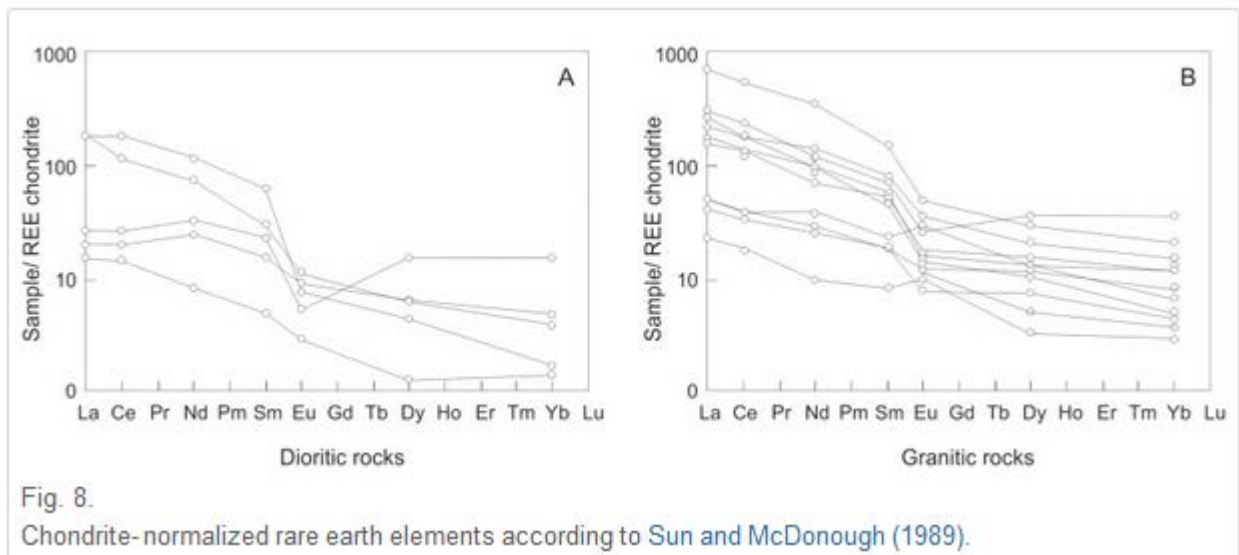 1000
A
100
10
0
Sample/ REE chondrite
La Ce Pr Nd Pm Sm Eu Gd Tb Dy Ho Er Tm Yb Lu
Dioritic rocks
1000
B
100
10
0
Sample/ REE chondrite
La Ce Pr Nd Pm Sm Eu Gd Tb Dy Ho Er Tm Yb Lu
Granitic rocks
Fig. 8.
Chondrite-normalized rare earth elements according to Sun and McDonough (1989).